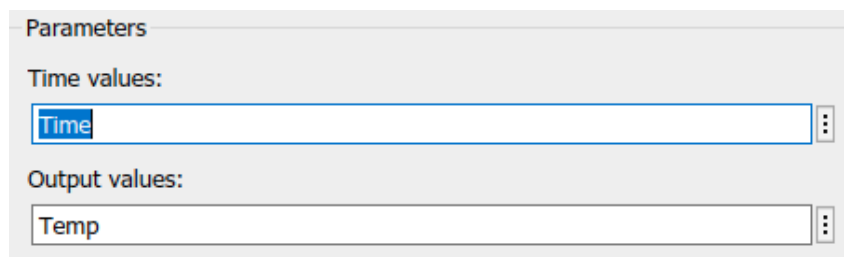 Parameters
Time values:
Time
Output values:
Temp